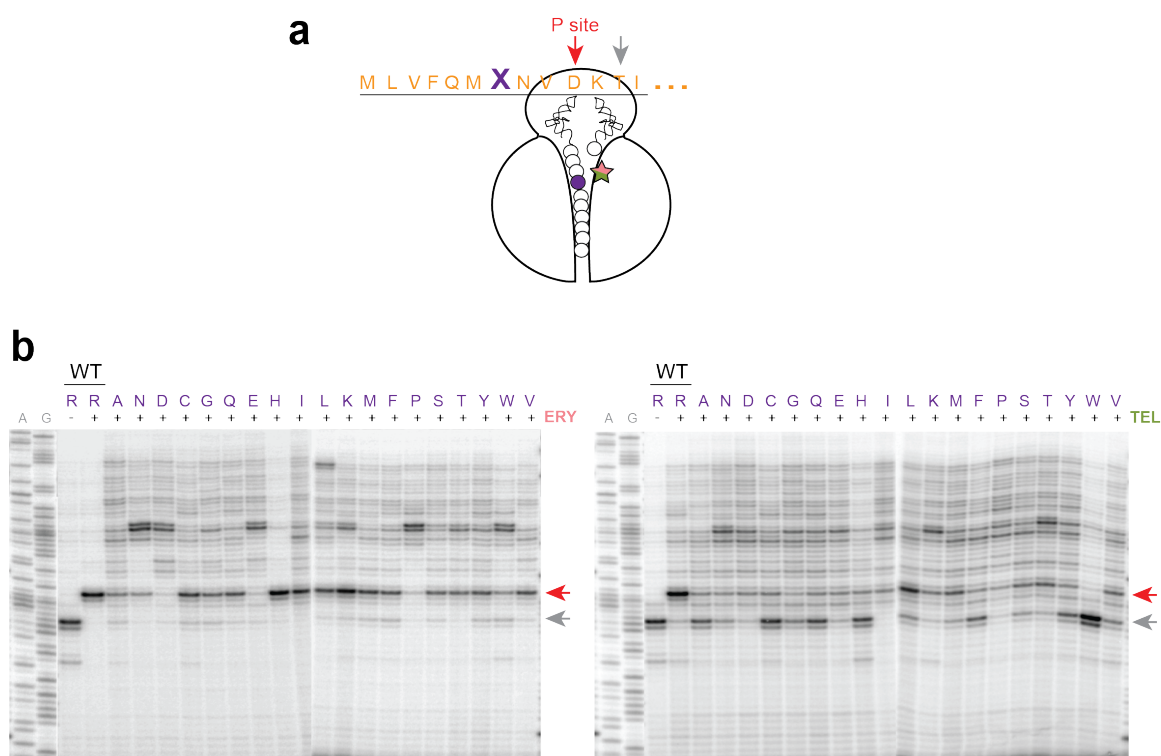 a
P site
M L V F Q M X N V D K T I ...
b
WT
R R A N D C G Q E H I L K M F P S T Y W V
A G - + + + + + + + + + + + + + + + + + + + + ERY
WT
R R A N D C G Q E H I L K M F P S T Y W V
A G - + + + + + + + + + + + + + + + + + + + + TEL